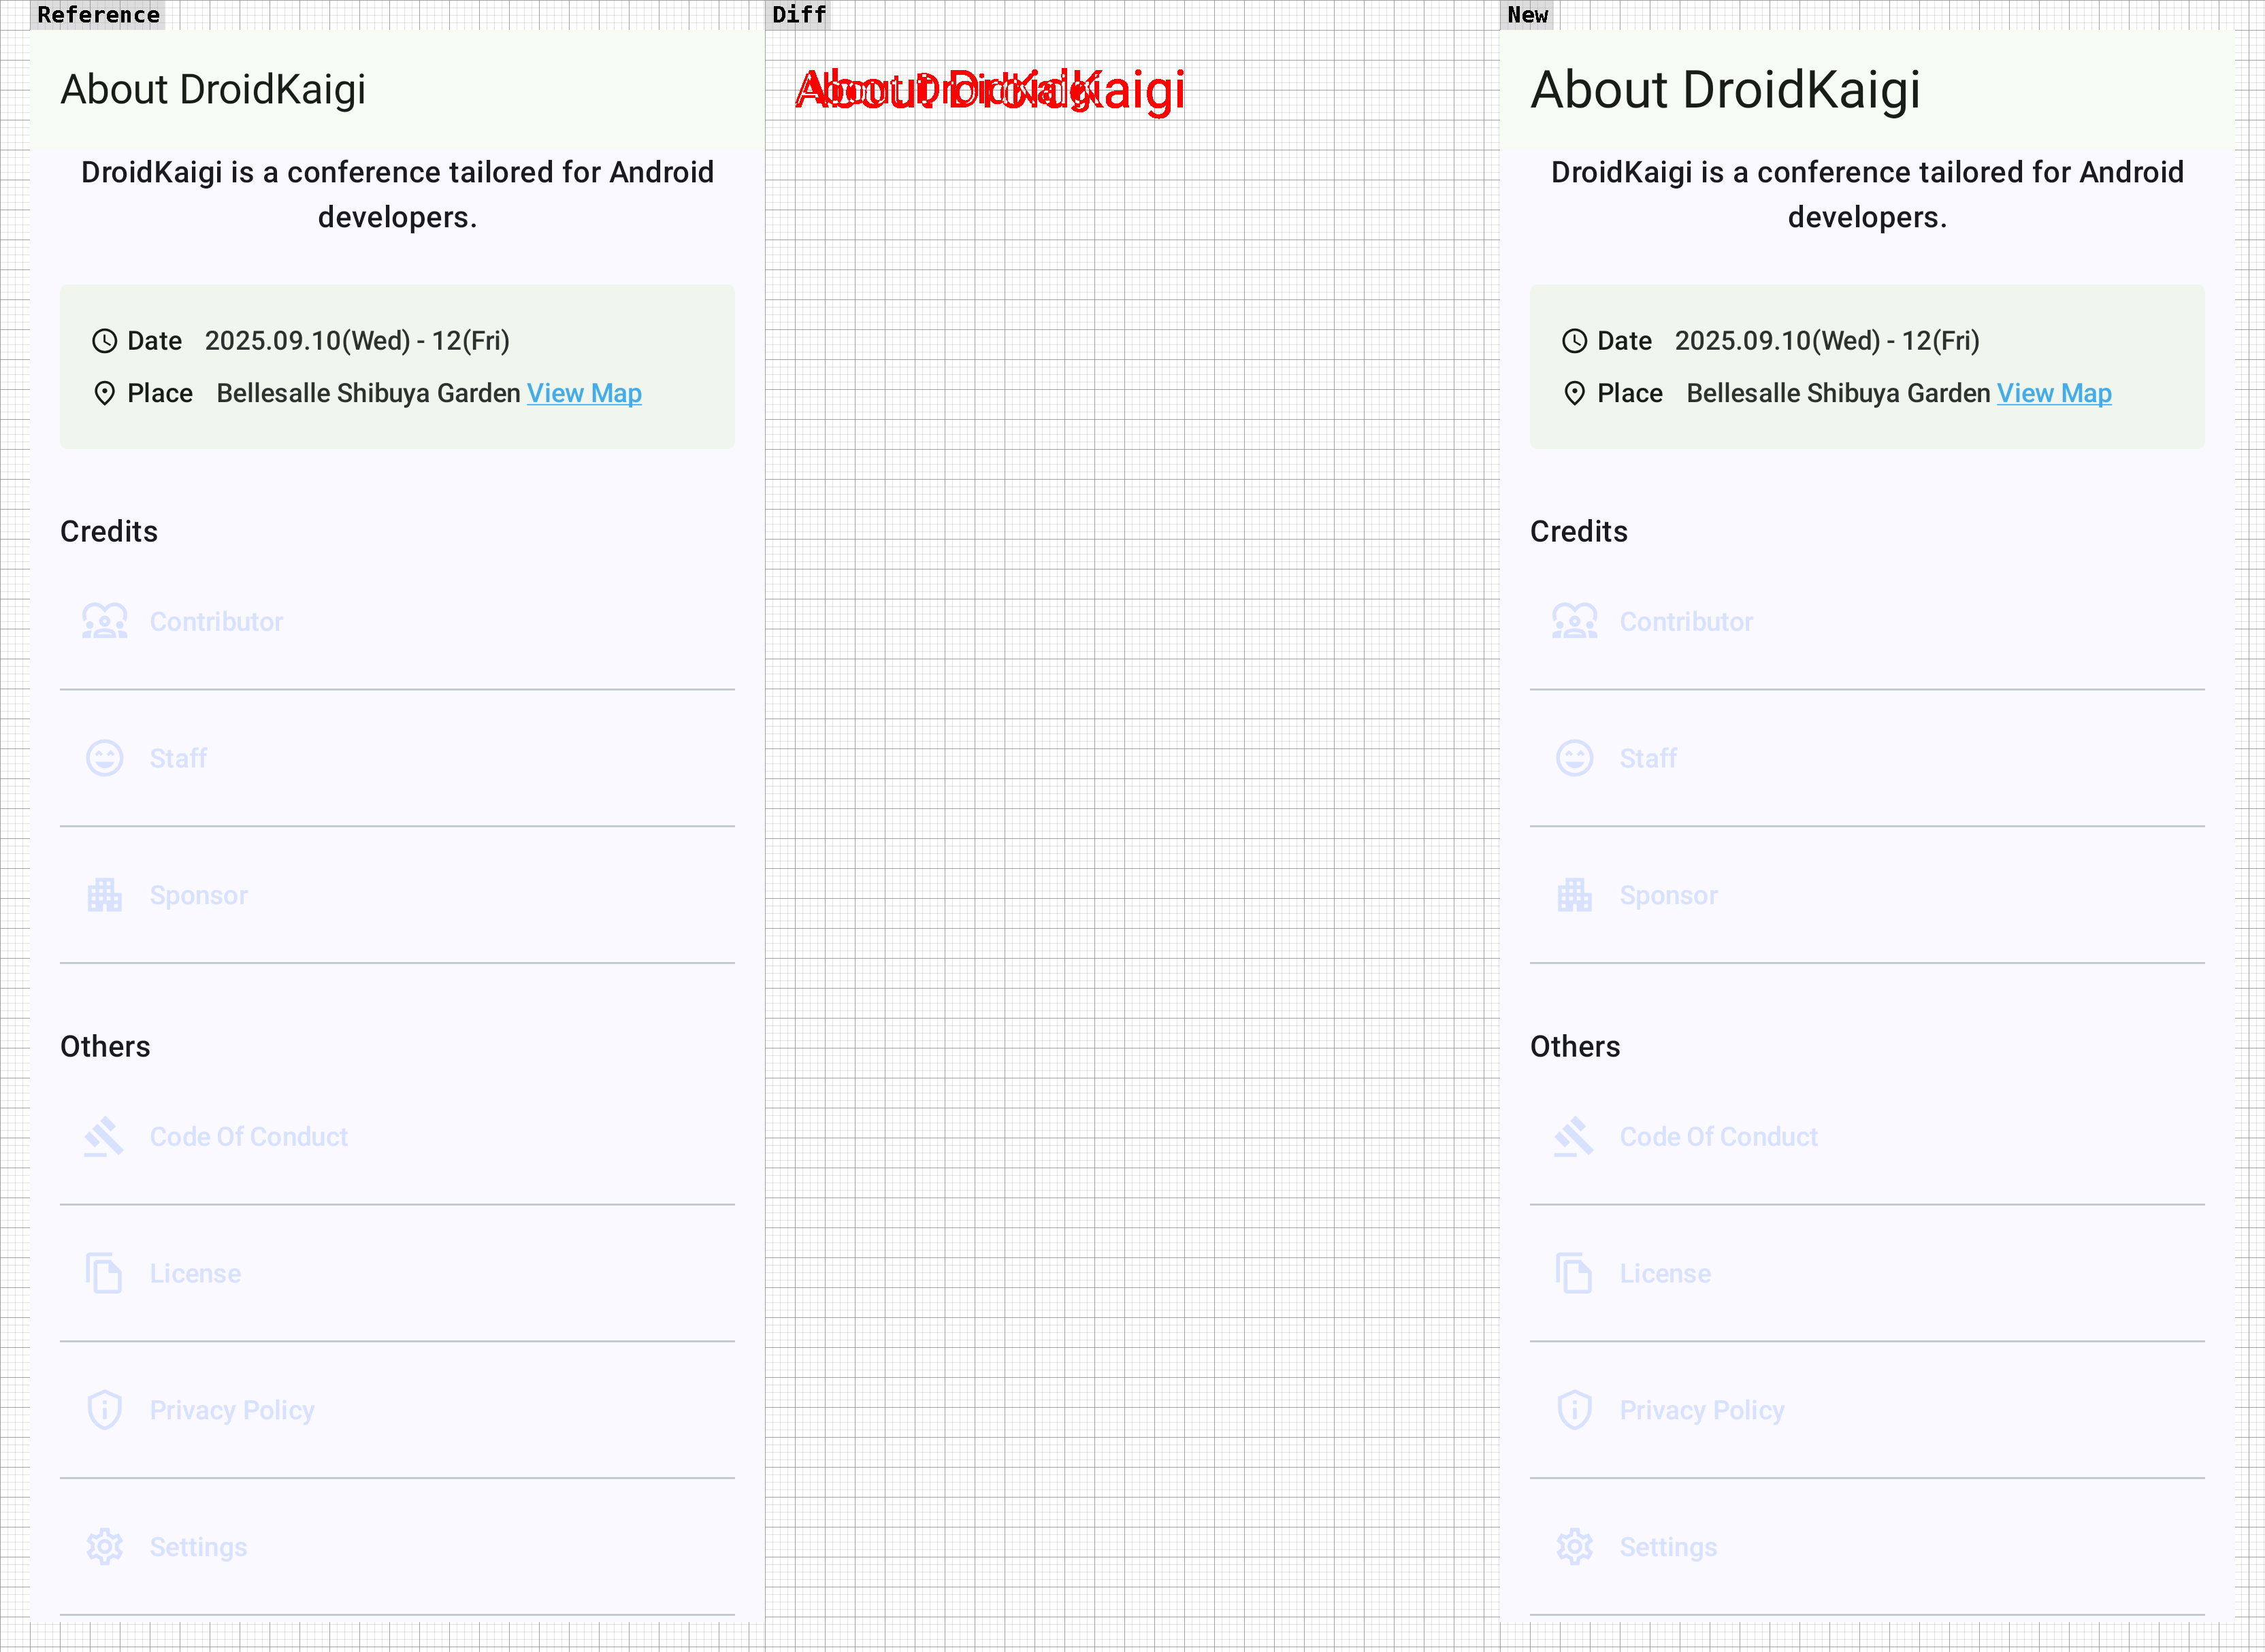 Reference
About DroidKaigi
DroidKaigi is a conference tailored for Android
developers.
Date 2025.09.10(Wed) - 12(Fri)
Place Bellesalle Shibuya Garden View Map
Credits
Contributor
Staff
Sponsor
Others
Code Of Conduct
License
Privacy Policy
Settings
Diff
About DroidKaigi
About DroidKaigi
New
About DroidKaigi
DroidKaigi is a conference tailored for Android
developers.
Date 2025.09.10(Wed) - 12(Fri)
Place Bellesalle Shibuya Garden View Map
Credits
Contributor
Staff
Sponsor
Others
Code Of Conduct
License
Privacy Policy
Settings